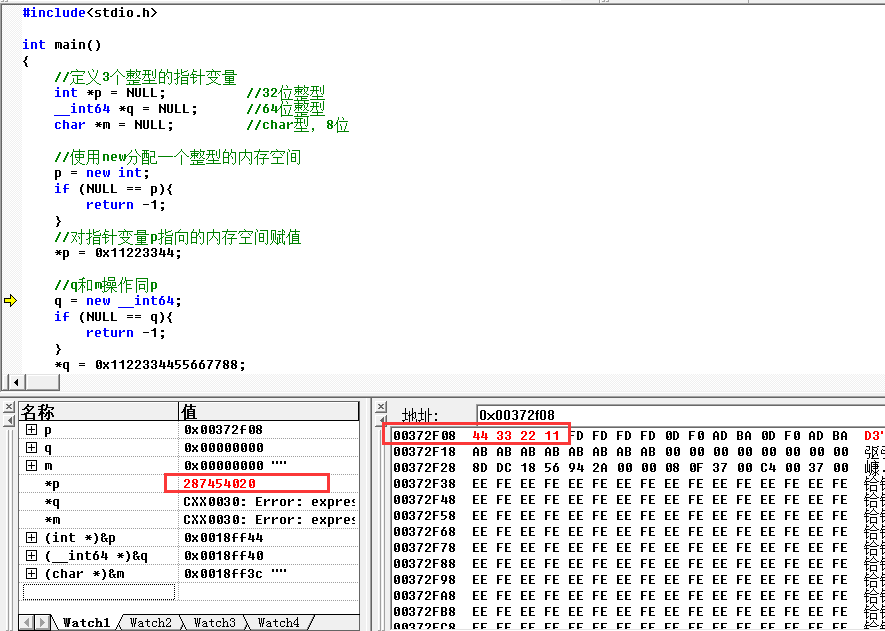 #include<stdio.h>
int main()
{
//定义3个整型的指针变量
int *p = NULL; //32位整型
__int64 *q = NULL; //64位整型
char *m = NULL; //char型，8位
//使用new分配一个整型的内存空间
p = new int;
if (NULL == p){
return -1;
}
//对指针变量p指向的内存空间赋值
*p = 0x11223344;
//q和m操作同p
q = new __int64;
if (NULL == q){
return -1;
}
*q = 0x1122334455667788;
名称 值
p 0x00372f08
q 0x00000000
m 0x00000000 ""
*p 287454020
*q CXX0030: Error: expres
*m CXX0030: Error: expres
(int *)&p 0x0018ff44
(__int64 *)&q 0x0018ff40
(char *)&m 0x0018ff3c ""
Watch1 Watch2 Watch3 Watch4
地址: 0x00372f08
00372F08 44 33 22 11 FD FD FD FD 0D F0 AD BA 0D F0 AD BA D3"
00372F18 AB AB AB AB AB AB AB AB 00 00 00 00 00 00 00 00
00372F28 8D DC 18 56 94 2A 00 00 08 0F 37 00 C4 00 37 00
00372F38 EE FE EE FE EE FE EE FE EE FE EE FE EE FE EE FE
00372F48 EE FE EE FE EE FE EE FE EE FE EE FE EE FE EE FE
00372F58 EE FE EE FE EE FE EE FE EE FE EE FE EE FE EE FE
00372F68 EE FE EE FE EE FE EE FE EE FE EE FE EE FE EE FE
00372F78 EE FE EE FE EE FE EE FE EE FE EE FE EE FE EE FE
00372F88 EE FE EE FE EE FE EE FE EE FE EE FE EE FE EE FE
00372F98 EE FE EE FE EE FE EE FE EE FE EE FE EE FE EE FE
00372FA8 EE FE EE FE EE FE EE FE EE FE EE FE EE FE EE FE
00372FB8 EE FE EE FE EE FE EE FE EE FE EE FE EE FE EE FE
00372FC8 EE FE EE FE EE FE EE FE EE FE EE FE EE FE EE FE